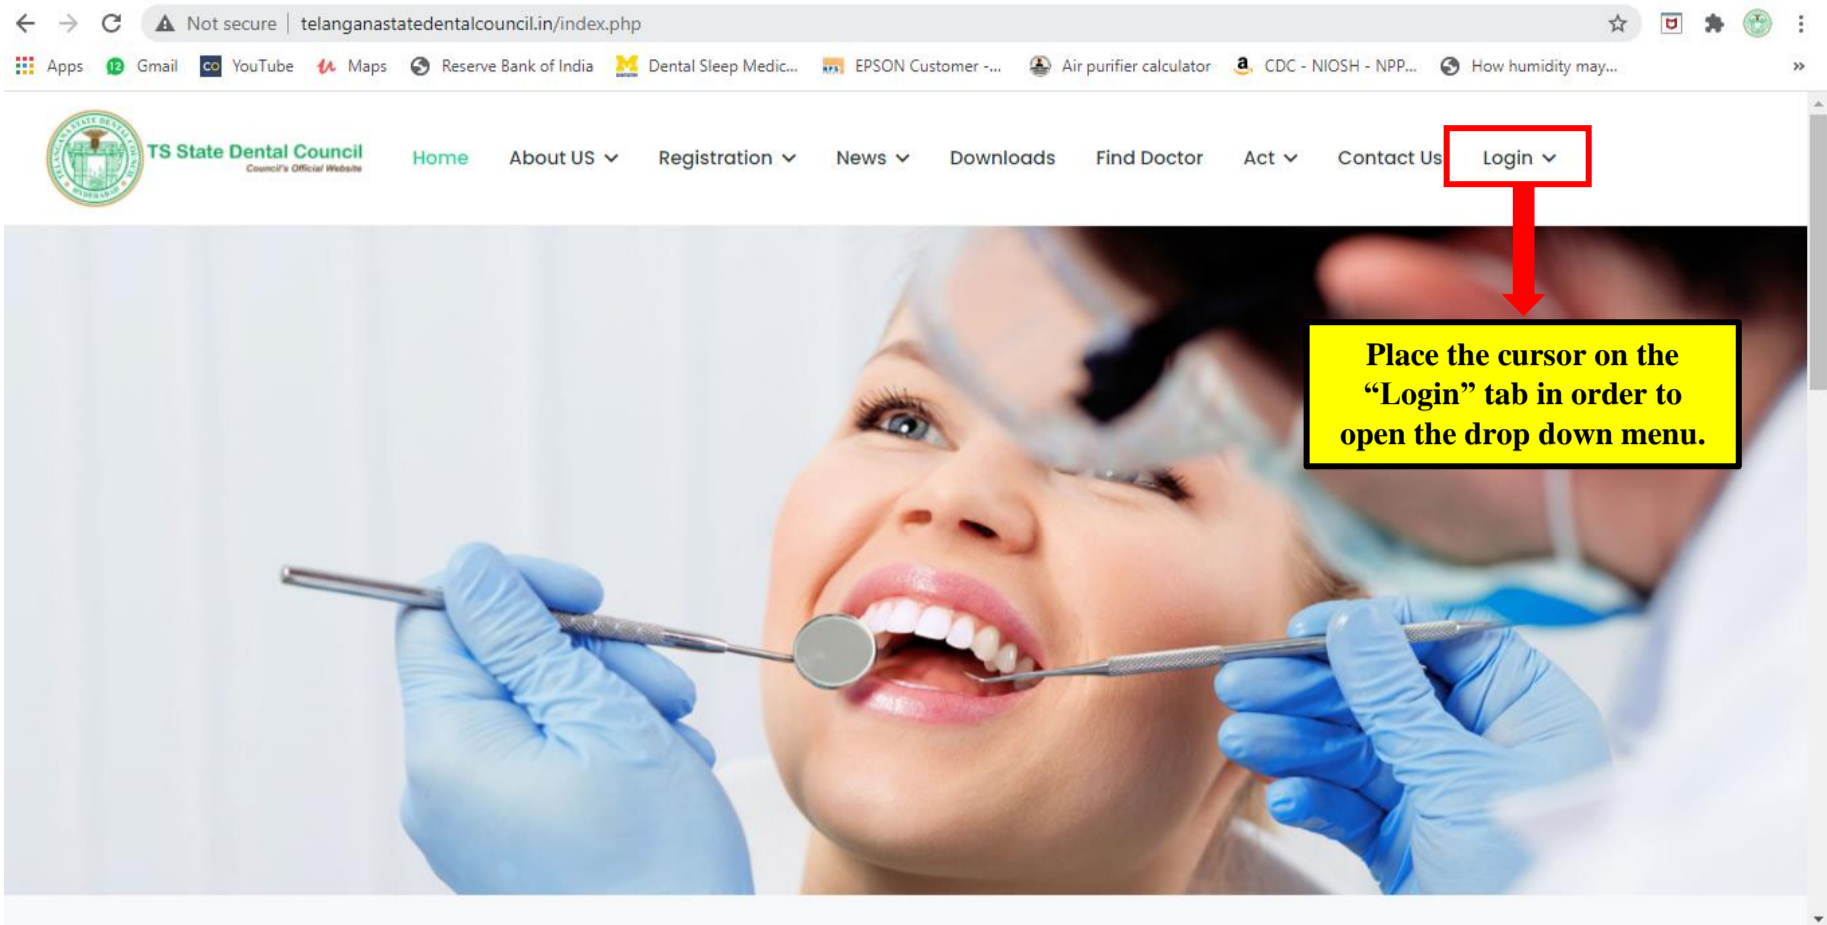 Not secure | telanganastatedentalcouncil.in/index.php
Apps 12 Gmail CO YouTube Maps Reserve Bank of India M Dental Sleep Medic... EPSON Customer -... Air purifier calculator a. CDC - NIOSH - NPP... How humidity may... »
TS State Dental Council
Council's Official Website
Home About US Registration News Downloads Find Doctor Act Contact Us Login
Place the cursor on the
“Login” tab in order to
open the drop down menu.